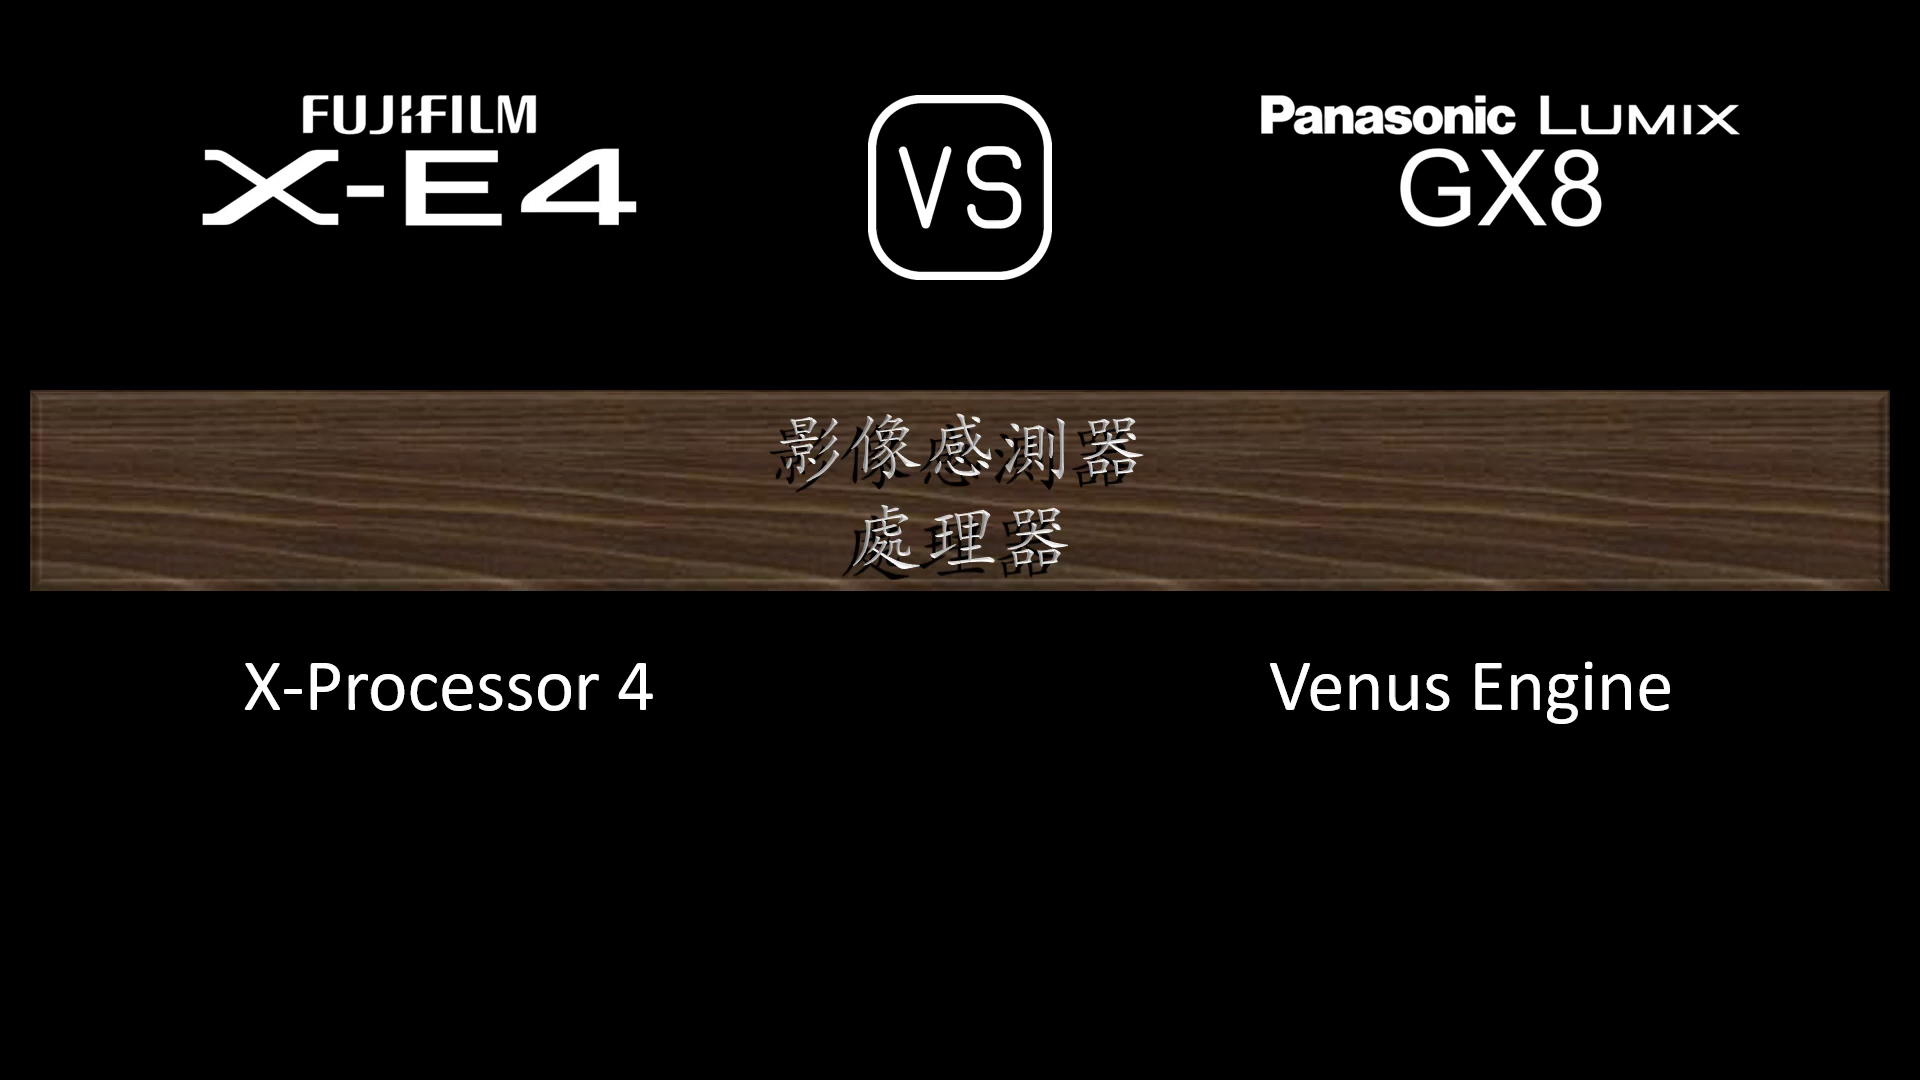 FUJIFILM
X-E4
VS
Panasonic LUMIX
GX8
影像感測器
處理器
X-Processor 4
Venus Engine